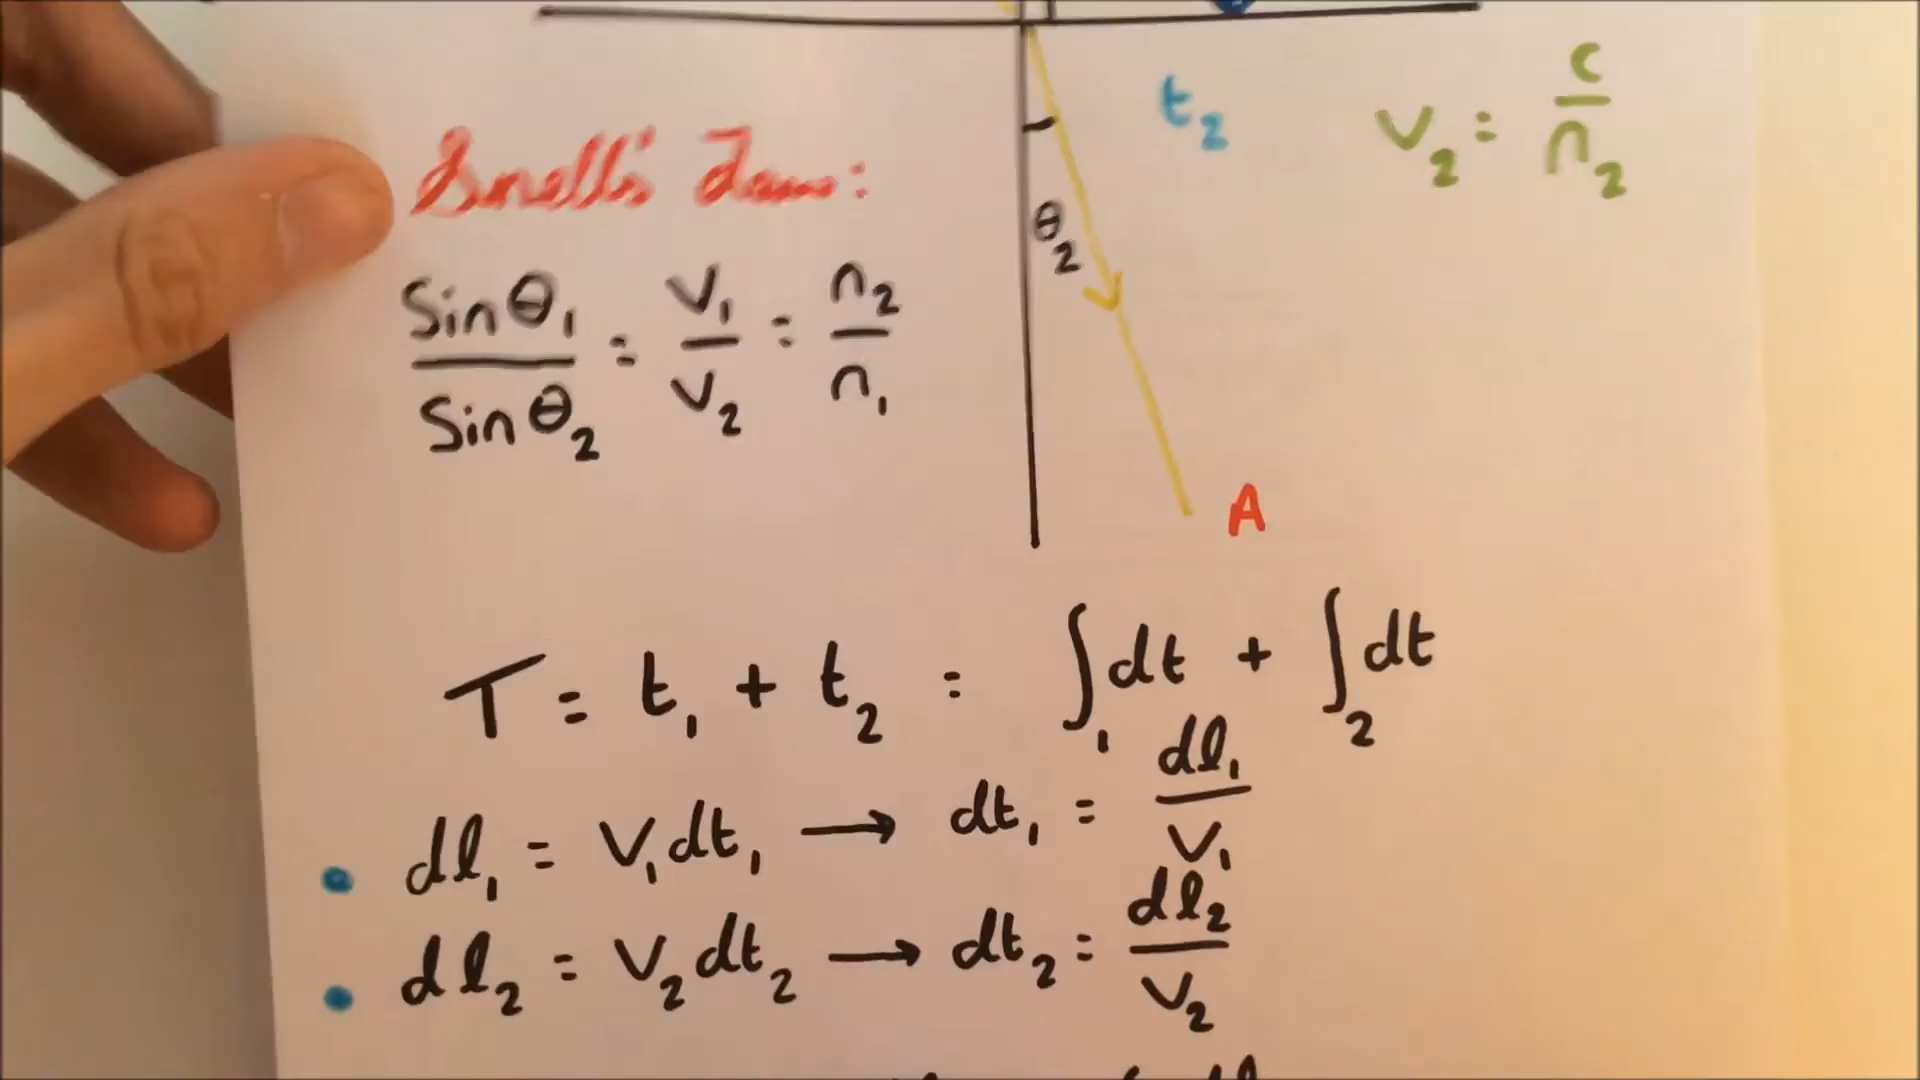 t₂ V₂ = c/n₂
Snell's Law:
Sinθ₁/Sinθ₂ = V₁/V₂ = n₂/n₁
θ₂
A
T = t₁ + t₂ = ∫₁dt + ∫₂dt
• dl₁ = V₁dt₁ → dt₁ = dl₁/V₁
• dl₂ = V₂dt₂ → dt₂ = dl₂/V₂